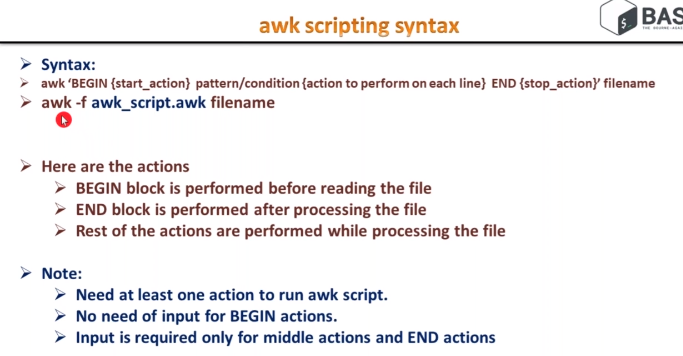 awk scripting syntax
$_
BAS
THE BOURNE-AGAI
Syntax:
awk ‘BEGIN {start_action} pattern/condition {action to perform on each line} END {stop_action}’ filename
awk -f awk_script.awk filename
Here are the actions
BEGIN block is performed before reading the file
END block is performed after processing the file
Rest of the actions are performed while processing the file
Note:
Need at least one action to run awk script.
No need of input for BEGIN actions.
Input is required only for middle actions and END actions